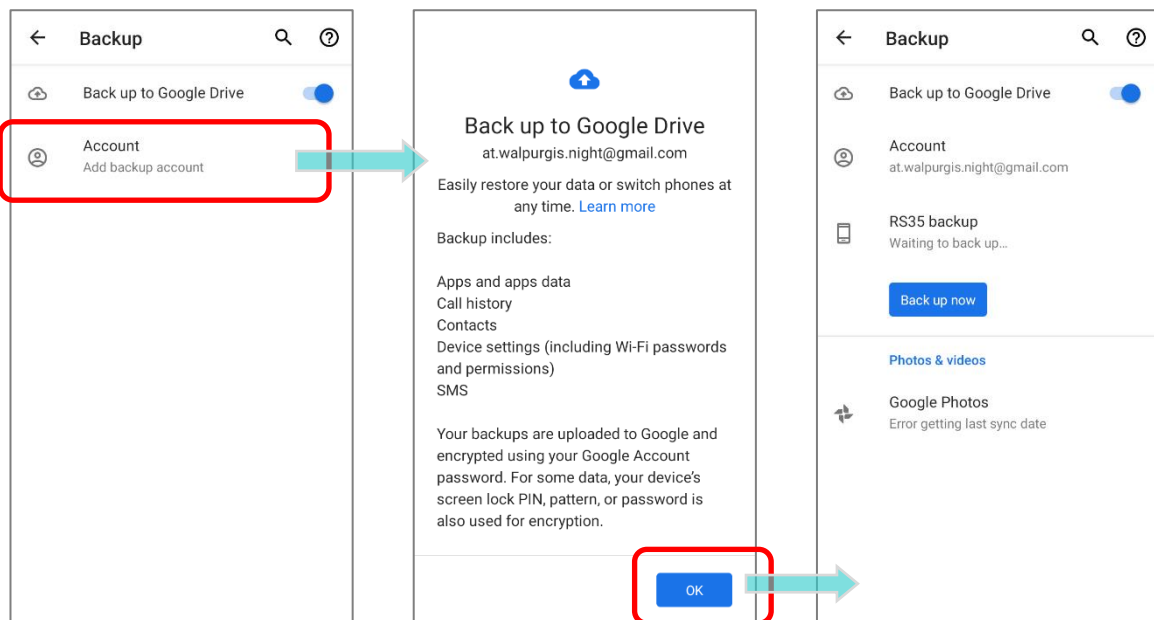 Backup
Back up to Google Drive
Account
Add backup account
Back up to Google Drive
at.walpurgis.night@gmail.com
Easily restore your data or switch phones at
any time. Learn more
Backup includes:
Apps and apps data
Call history
Contacts
Device settings (including Wi-Fi passwords
and permissions)
SMS
Your backups are uploaded to Google and
encrypted using your Google Account
password. For some data, your device's
screen lock PIN, pattern, or password is
also used for encryption.
OK
Backup
Back up to Google Drive
Account
at.walpurgis.night@gmail.com
RS35 backup
Waiting to back up...
Back up now
Photos & videos
Google Photos
Error getting last sync date